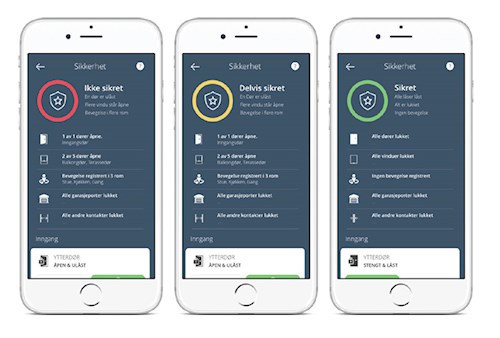 Sikkerhet
Ikke sikret
En dør er ulåst
Flere vindu står åpne
Bevegelse i flere rom
1 av 1 dører åpne.
Inngangsdør
2 av 5 dører åpne
Balkongdør, Terassedør
Bevegelse registrert i 3 rom
Stue, kjøkken, Gang
Alle garasjeporter lukket
Alle andre kontakter lukket
Inngang
YTTERDØR
ÅPEN & ULÅST
Sikkerhet
Delvis sikret
En Dør er ulåst
Flere vindu står åpne
Bevegelse i flere rom
1 av 1 dører åpne.
Inngangsdør
2 av 5 dører åpne
Balkongdør, Terassedør
Bevegelse registrert i 3 rom
Stue, kjøkken, Gang
Alle garasjeporter lukket
Alle andre kontakter lukket
Inngang
YTTERDØR
ÅPEN & ULÅST
Sikkerhet
Sikret
Alle låser låst
Alt er lukket
Ingen bevegelse
Alle dører lukket
Alle vinduer lukket
Ingen bevegelse registrert
Alle garasjeporter lukket
Alle andre kontakter lukket
Inngang
YTTERDØR
STENGT & LÅST